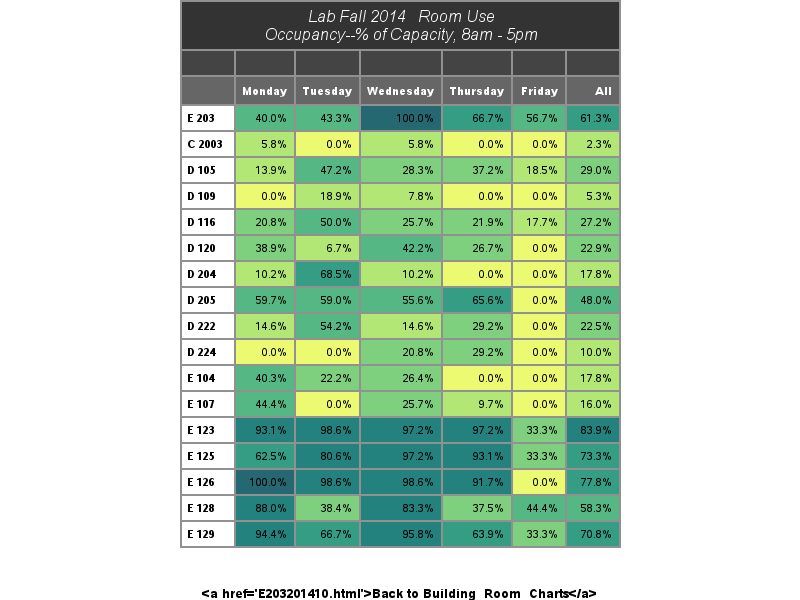 Lab Fall 2014 Room Use
Occupancy--% of Capacity, 8am - 5pm
Monday Tuesday Wednesday Thursday Friday All
E 203 40.0% 43.3% 100.0% 66.7% 56.7% 61.3%
C 2003 5.8% 0.0% 5.8% 0.0% 0.0% 2.3%
D 105 13.9% 47.2% 28.3% 37.2% 18.5% 29.0%
D 109 0.0% 18.9% 7.8% 0.0% 0.0% 5.3%
D 116 20.8% 50.0% 25.7% 21.9% 17.7% 27.2%
D 120 38.9% 6.7% 42.2% 26.7% 0.0% 22.9%
D 204 10.2% 68.5% 10.2% 0.0% 0.0% 17.8%
D 205 59.7% 59.0% 55.6% 65.6% 0.0% 48.0%
D 222 14.6% 54.2% 14.6% 29.2% 0.0% 22.5%
D 224 0.0% 0.0% 20.8% 29.2% 0.0% 10.0%
E 104 40.3% 22.2% 26.4% 0.0% 0.0% 17.8%
E 107 44.4% 0.0% 25.7% 9.7% 0.0% 16.0%
E 123 93.1% 98.6% 97.2% 97.2% 33.3% 83.9%
E 125 62.5% 80.6% 97.2% 93.1% 33.3% 73.3%
E 126 100.0% 98.6% 98.6% 91.7% 0.0% 77.8%
E 128 88.0% 38.4% 83.3% 37.5% 44.4% 58.3%
E 129 94.4% 66.7% 95.8% 63.9% 33.3% 70.8%
<a href='E203201410.html'>Back to Building_Room_Charts</a>